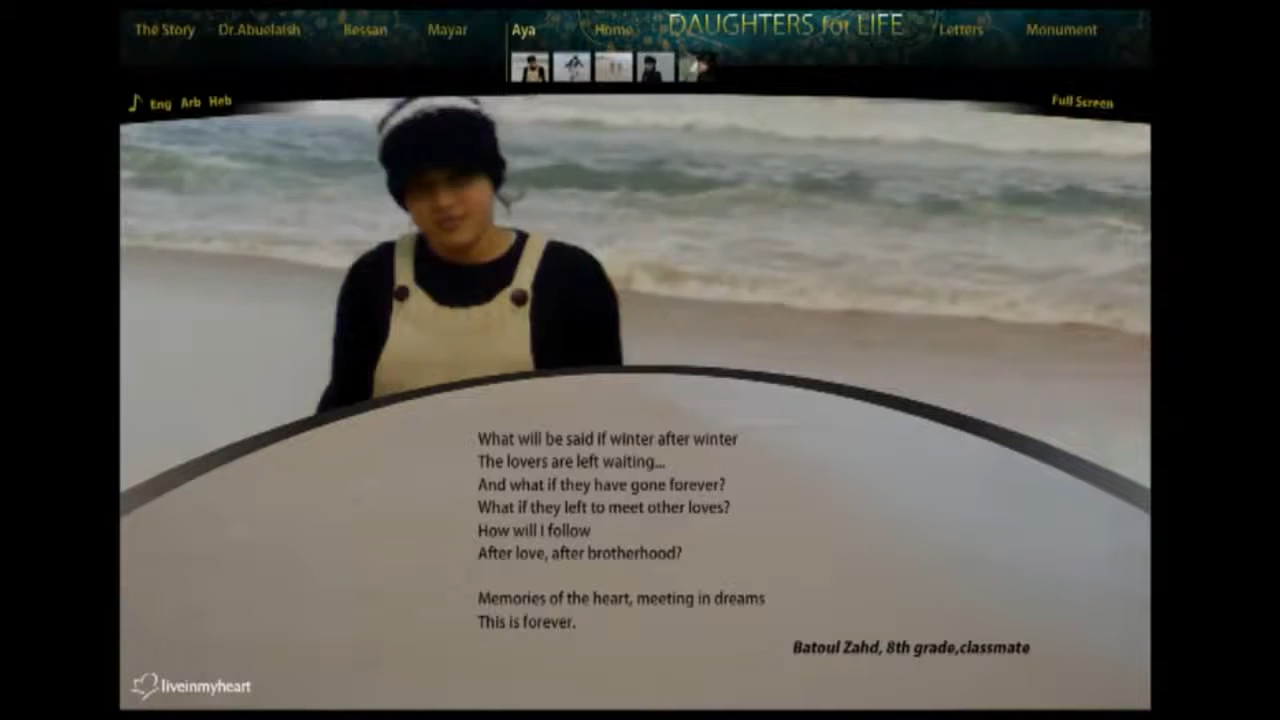 The Story Dr.Abuelaish Bessan Mayar Aya Home DAUGHTERS for LIFE Letters Monument
Eng Arb Heb Full Screen
What will be said if winter after winter
The lovers are left waiting...
And what if they have gone forever?
What if they left to meet other loves?
How will I follow
After love, after brotherhood?
Memories of the heart, meeting in dreams
This is forever.
Batoul Zahd, 8th grade,classmate
liveinmyheart